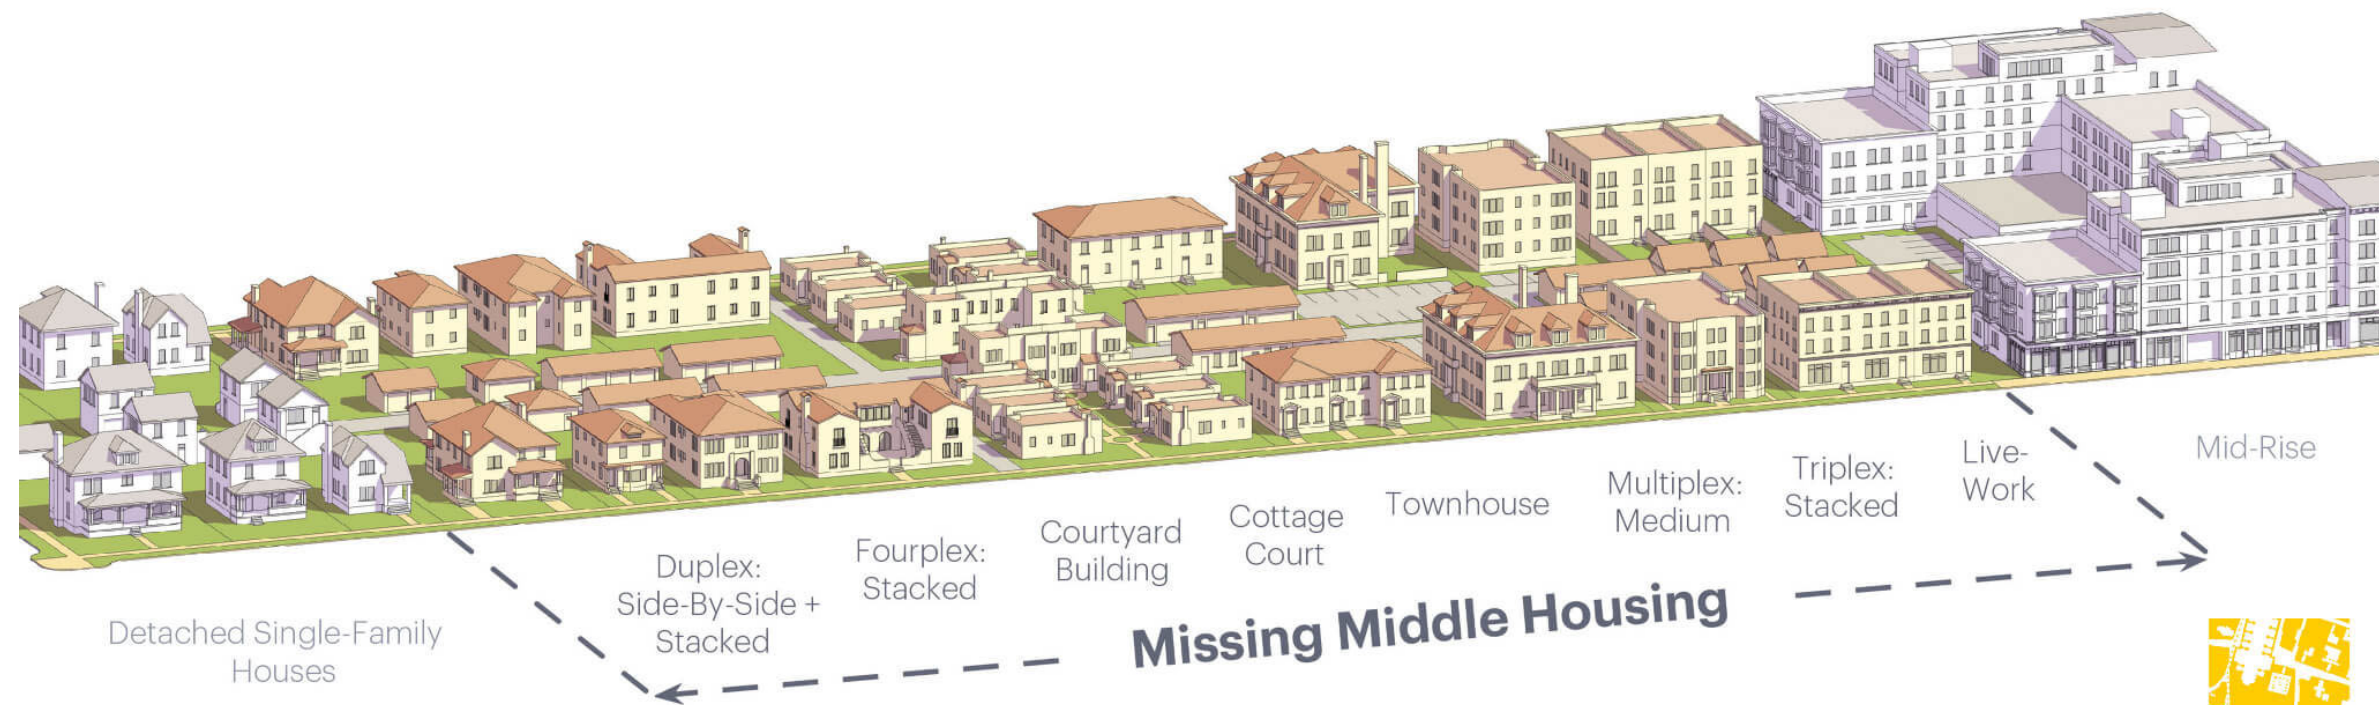 Detached Single-Family
Houses
Duplex:
Side-By-Side +
Stacked
Fourplex:
Stacked
Courtyard
Building
Cottage
Court
Townhouse
Multiplex:
Medium
Triplex:
Stacked
Live-
Work
Mid-Rise
Missing Middle Housing